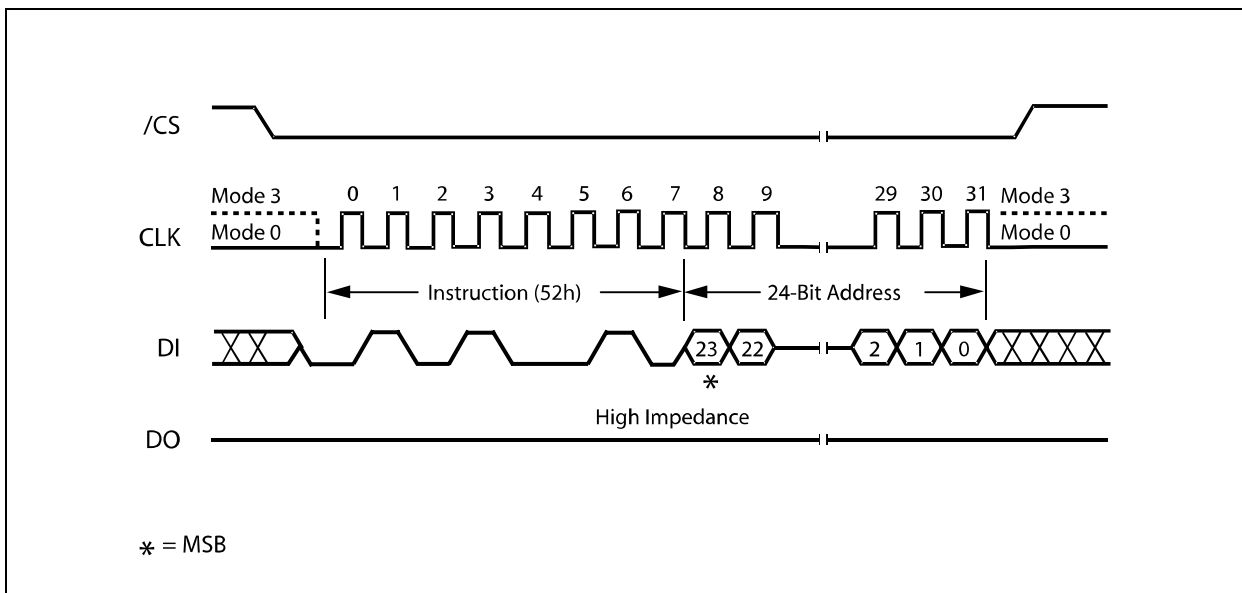 /CS
Mode 3 0 1 2 3 4 5 6 7 8 9 29 30 31 Mode 3
CLK Mode 0 Mode 0
Instruction (52h) 24-Bit Address
DI 23 22 2 1 0
*
High Impedance
DO
* = MSB